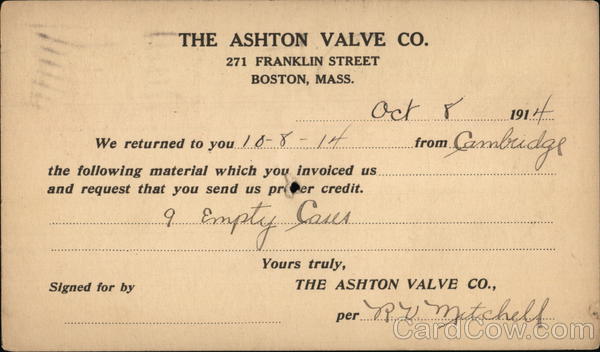 THE ASHTON VALVE CO.
271 FRANKLIN STREET
BOSTON, MASS.
Oct 8 1914
We returned to you 10-8-14 from Cambridge
the following material which you invoiced us
and request that you send us proper credit.
9 Empty Cases
Yours truly,
Signed for by THE ASHTON VALVE CO.,
per R V Mitchell
CardCow.com